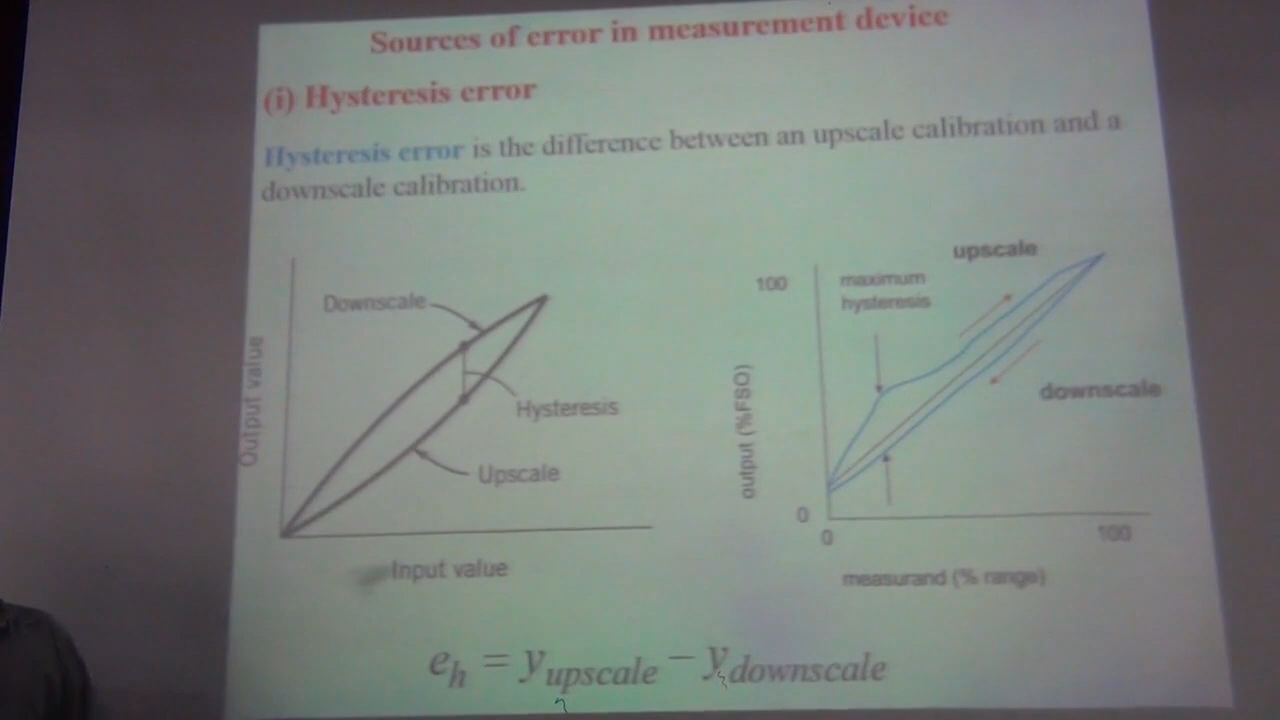 Sources of error in measurement device
(i) Hysteresis error
Hysteresis error is the difference between an upscale calibration and a
downscale calibration.
Downscale
Hysteresis
Upscale
Output value
Input value
upscale
100
maximum
hysteresis
downscale
output (%FSO)
0
0
100
measurand (% range)
e_h = y_upscale − y_downscale